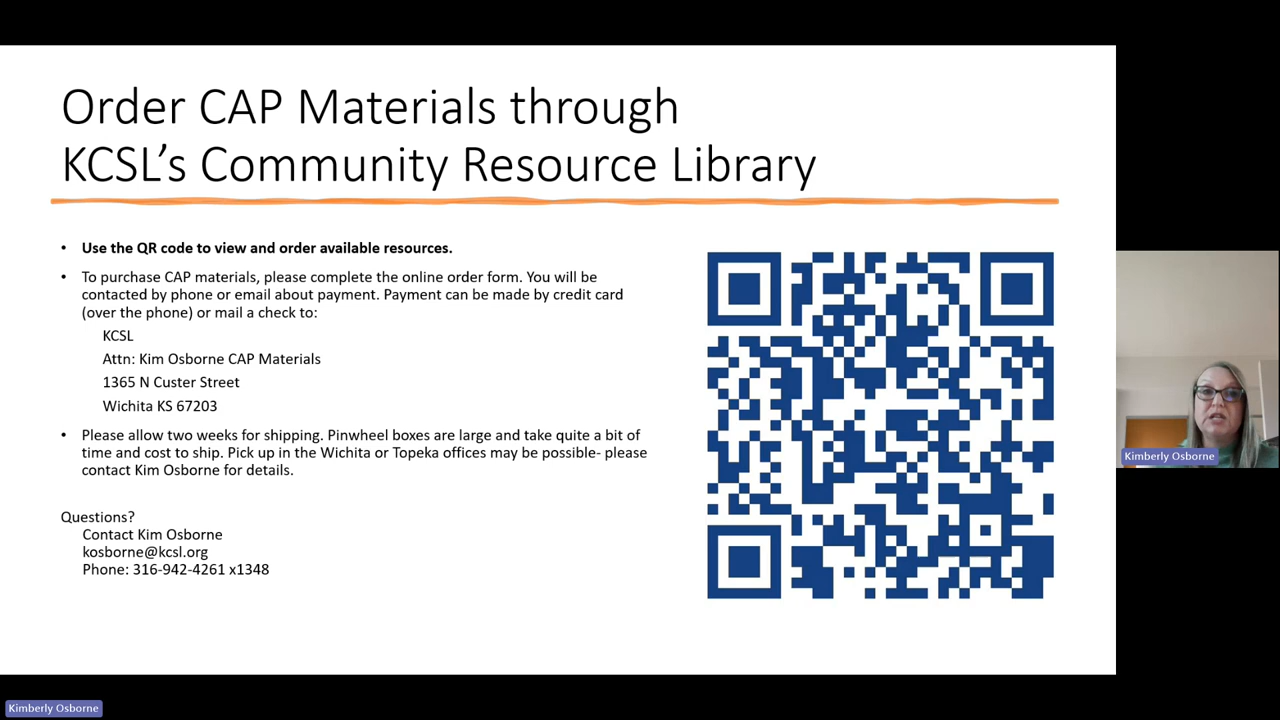 Order CAP Materials through
KCSL’s Community Resource Library
• Use the QR code to view and order available resources.
• To purchase CAP materials, please complete the online order form. You will be
contacted by phone or email about payment. Payment can be made by credit card
(over the phone) or mail a check to:
KCSL
Attn: Kim Osborne CAP Materials
1365 N Custer Street
Wichita KS 67203
• Please allow two weeks for shipping. Pinwheel boxes are large and take quite a bit of
time and cost to ship. Pick up in the Wichita or Topeka offices may be possible- please
contact Kim Osborne for details.
Questions?
Contact Kim Osborne
kosborne@kcsl.org
Phone: 316-942-4261 x1348
Kimberly Osborne
Kimberly Osborne